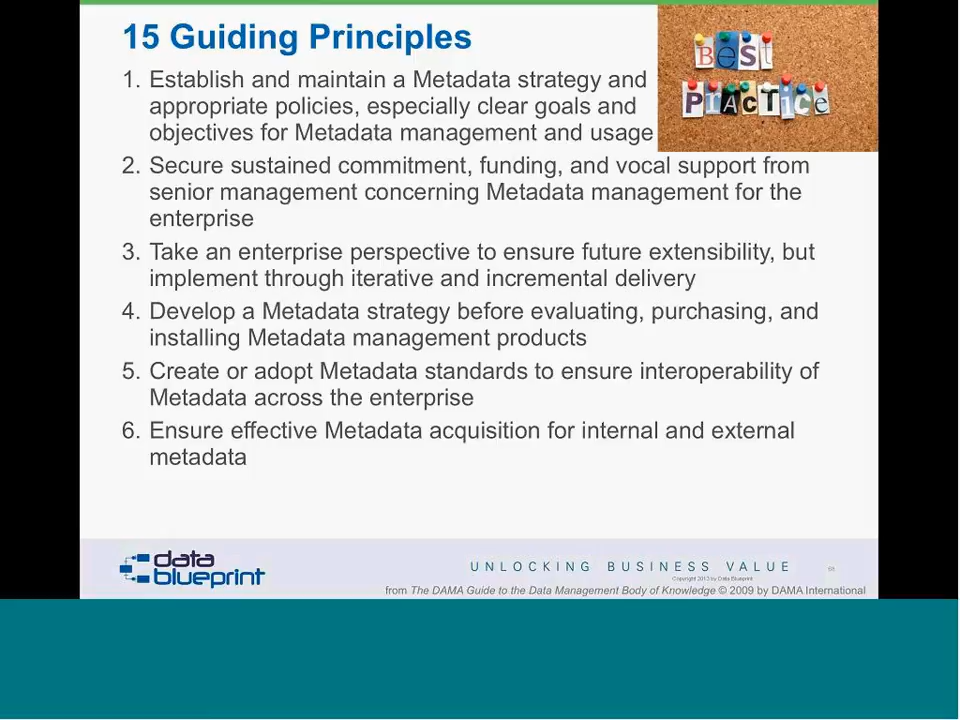 15 Guiding Principles
BeST
PrAcTice
1. Establish and maintain a Metadata strategy and
appropriate policies, especially clear goals and
objectives for Metadata management and usage
2. Secure sustained commitment, funding, and vocal support from
senior management concerning Metadata management for the
enterprise
3. Take an enterprise perspective to ensure future extensibility, but
implement through iterative and incremental delivery
4. Develop a Metadata strategy before evaluating, purchasing, and
installing Metadata management products
5. Create or adopt Metadata standards to ensure interoperability of
Metadata across the enterprise
6. Ensure effective Metadata acquisition for internal and external
metadata
data
blueprint
UNLOCKING BUSINESS VALUE
Copyright 2013 by Data Blueprint
from The DAMA Guide to the Data Management Body of Knowledge © 2009 by DAMA International